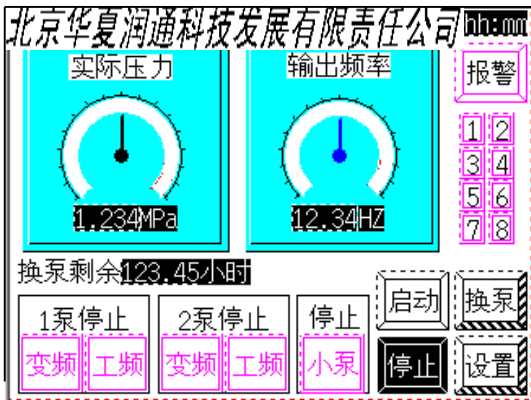 北京华夏润通科技发展有限责任公司 hh:mm
实际压力 输出频率 报警
1 2
3 4
5 6
7 8
1.234MPa 12.34HZ
换泵剩余123.45小时
1泵停止 2泵停止 停止 启动 换泵
变频 工频 变频 工频 小泵 停止 设置